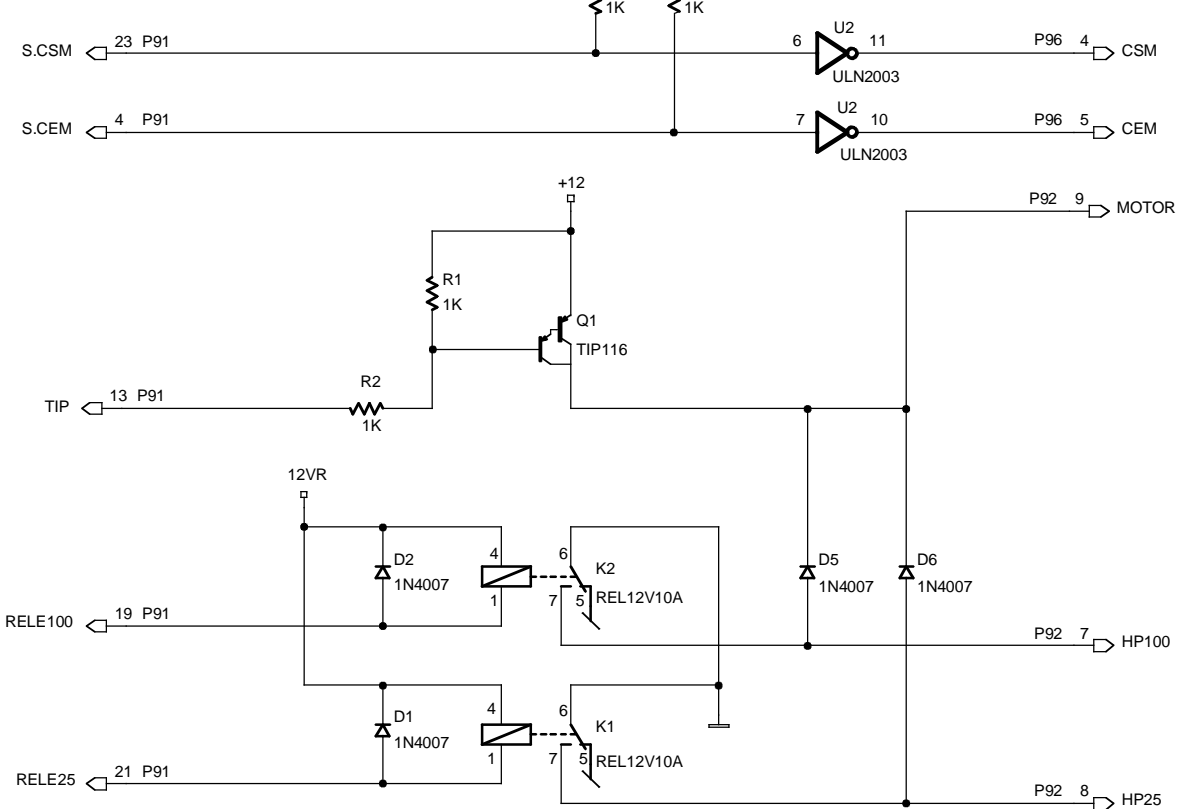 1K 1K
S.CSM 23 P91 6 U2 11 ULN2003 P96 4 CSM
S.CEM 4 P91 7 U2 10 ULN2003 P96 5 CEM
+12
P92 9 MOTOR
R1
1K
Q1
TIP116
TIP 13 P91
R2
1K
12VR
D2
1N4007
4
1
6
7 5
K2
REL12V10A
D5
1N4007
D6
1N4007
RELE100 19 P91
P92 7 HP100
D1
1N4007
4
1
6
7 5
K1
REL12V10A
RELE25 21 P91
P92 8 HP25